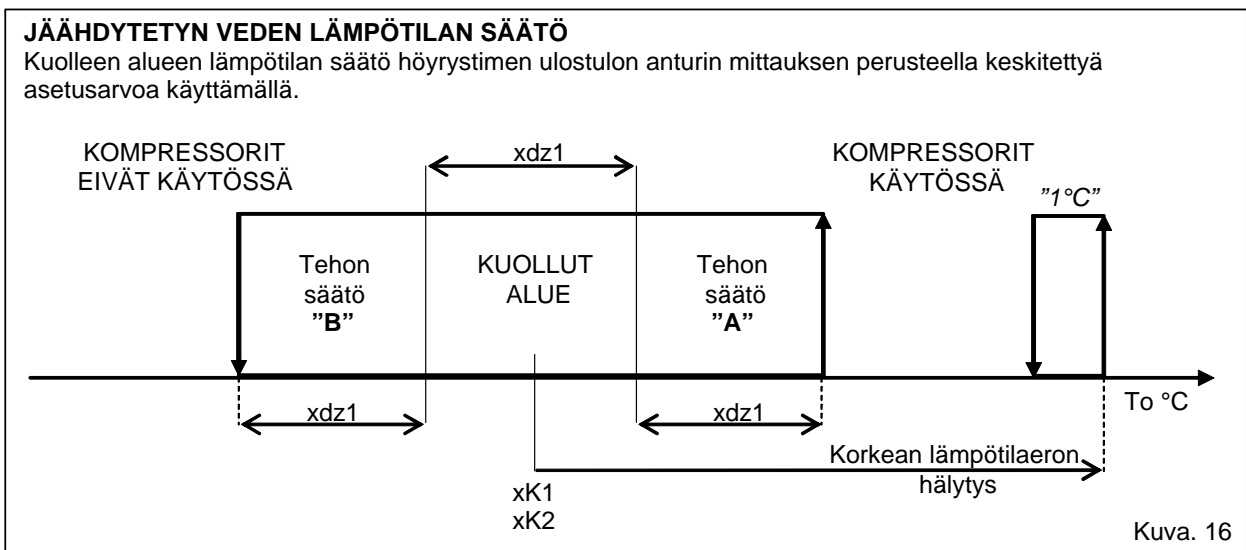 JÄÄHDYTETYN VEDEN LÄMPÖTILAN SÄÄTÖ
Kuolleen alueen lämpötilan säätö höyrystimen ulostulon anturin mittauksen perusteella keskitettyä
asetusarvoa käyttämällä.
KOMPRESSORIT
EIVÄT KÄYTÖSSÄ
xdz1
KOMPRESSORIT
KÄYTÖSSÄ
"1°C"
Tehon
säätö
"B"
KUOLLUT
ALUE
Tehon
säätö
"A"
To °C
xdz1
xdz1
Korkean lämpötilaeron
hälytys
xK1
xK2
Kuva. 16